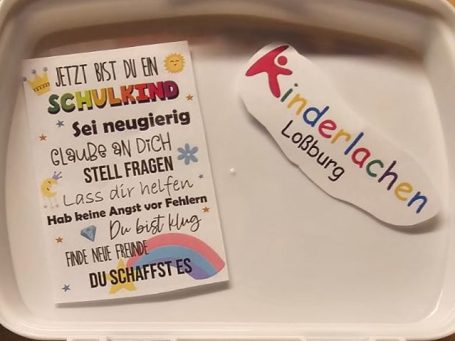 JETZT BIST DU EIN
SCHULKIND
Sei neugierig
GLAUBE AN DICH
STELL FRAGEN
Lass dir helfen
Hab keine Angst vor Fehlern
Du bist klug
FINDE NEUE FREUNDE
DU SCHAFFST ES
Kinderlachen
Loßburg